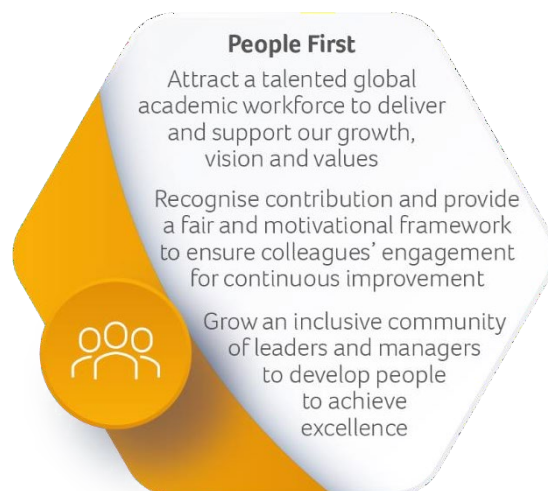 People First
Attract a talented global
academic workforce to deliver
and support our growth,
vision and values
Recognise contribution and provide
a fair and motivational framework
to ensure colleagues’ engagement
for continuous improvement
Grow an inclusive community
of leaders and managers
to develop people
to achieve
excellence